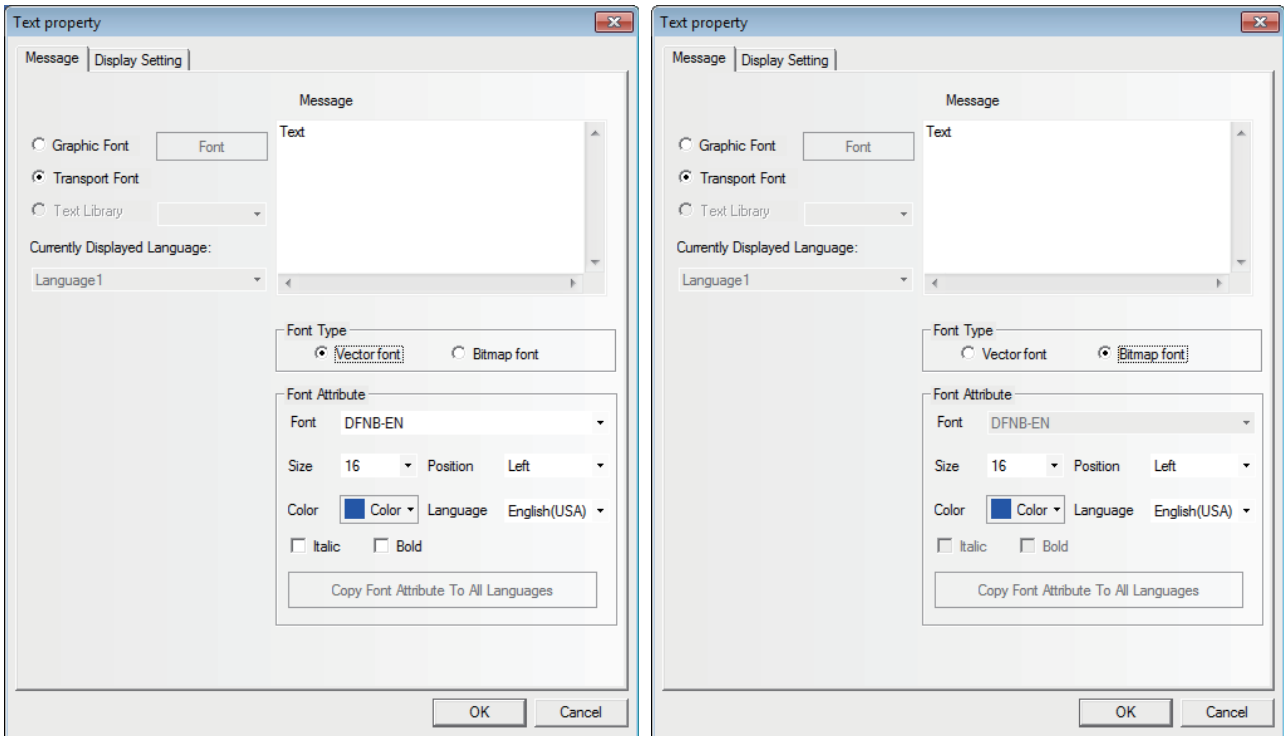 Text property
Message Display Setting
Message
Graphic Font Font
Text
Transport Font
Text Library
Currently Displayed Language:
Language1
Font Type
Vector font Bitmap font
Font Attribute
Font DFNB-EN
Size 16 Position Left
Color Color Language English(USA)
Italic Bold
Copy Font Attribute To All Languages
OK Cancel
Text property
Message Display Setting
Message
Graphic Font Font
Text
Transport Font
Text Library
Currently Displayed Language:
Language1
Font Type
Vector font Bitmap font
Font Attribute
Font DFNB-EN
Size 16 Position Left
Color Color Language English(USA)
Italic Bold
Copy Font Attribute To All Languages
OK Cancel